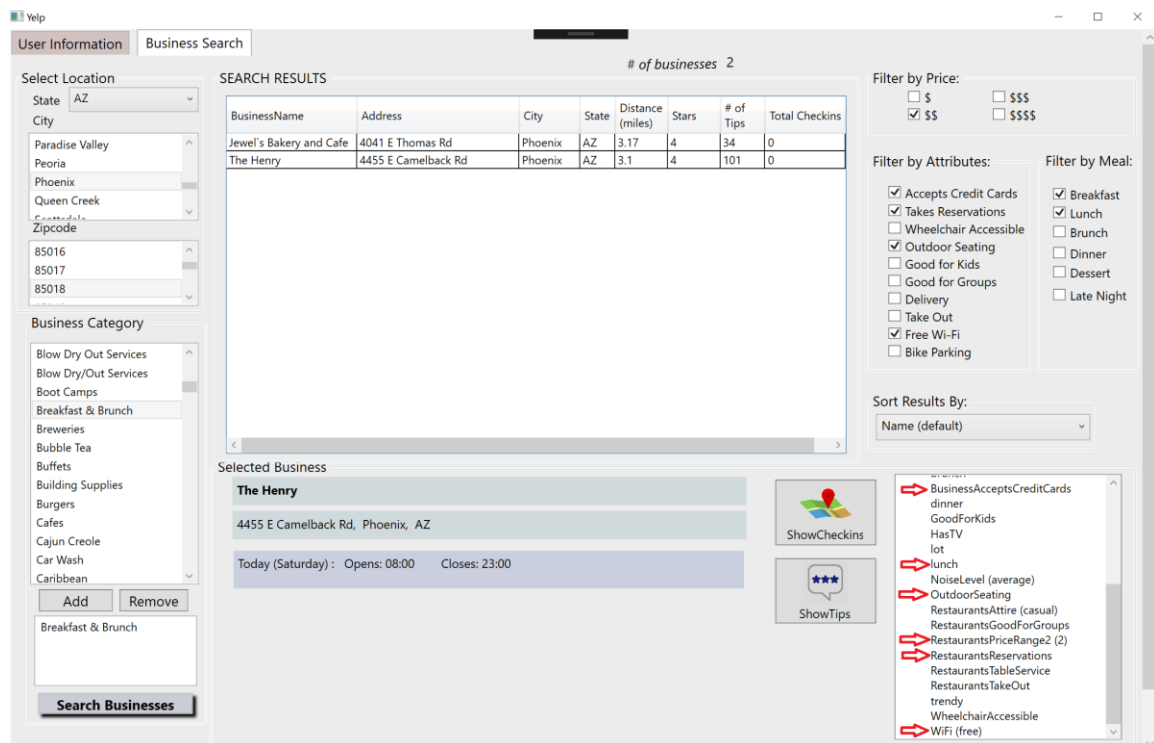 Yelp
User Information
Business Search
# of businesses 2
Select Location
State AZ
City
Paradise Valley
Peoria
Phoenix
Queen Creek
Zipcode
85016
85017
85018
Business Category
Blow Dry Out Services
Blow Dry/Out Services
Boot Camps
Breakfast & Brunch
Breweries
Bubble Tea
Buffets
Building Supplies
Burgers
Cafes
Cajun Creole
Car Wash
Caribbean
Add Remove
Breakfast & Brunch
Search Businesses
SEARCH RESULTS
BusinessName Address City State Distance (miles) Stars # of Tips Total Checkins
Jewel`s Bakery and Cafe 4041 E Thomas Rd Phoenix AZ 3.17 4 34 0
The Henry 4455 E Camelback Rd Phoenix AZ 3.1 4 101 0
Filter by Price:
$ $$$
$$ $$$$
Filter by Attributes:
Accepts Credit Cards
Takes Reservations
Wheelchair Accessible
Outdoor Seating
Good for Kids
Good for Groups
Delivery
Take Out
Free Wi-Fi
Bike Parking
Filter by Meal:
Breakfast
Lunch
Brunch
Dinner
Dessert
Late Night
Sort Results By:
Name (default)
Selected Business
The Henry
4455 E Camelback Rd, Phoenix, AZ
Today (Saturday) : Opens: 08:00 Closes: 23:00
ShowCheckins
ShowTips
BusinessAcceptsCreditCards
dinner
GoodForKids
HasTV
lot
lunch
NoiseLevel (average)
OutdoorSeating
RestaurantsAttire (casual)
RestaurantsGoodForGroups
RestaurantsPriceRange2 (2)
RestaurantsReservations
RestaurantsTableService
RestaurantsTakeOut
trendy
WheelchairAccessible
WiFi (free)